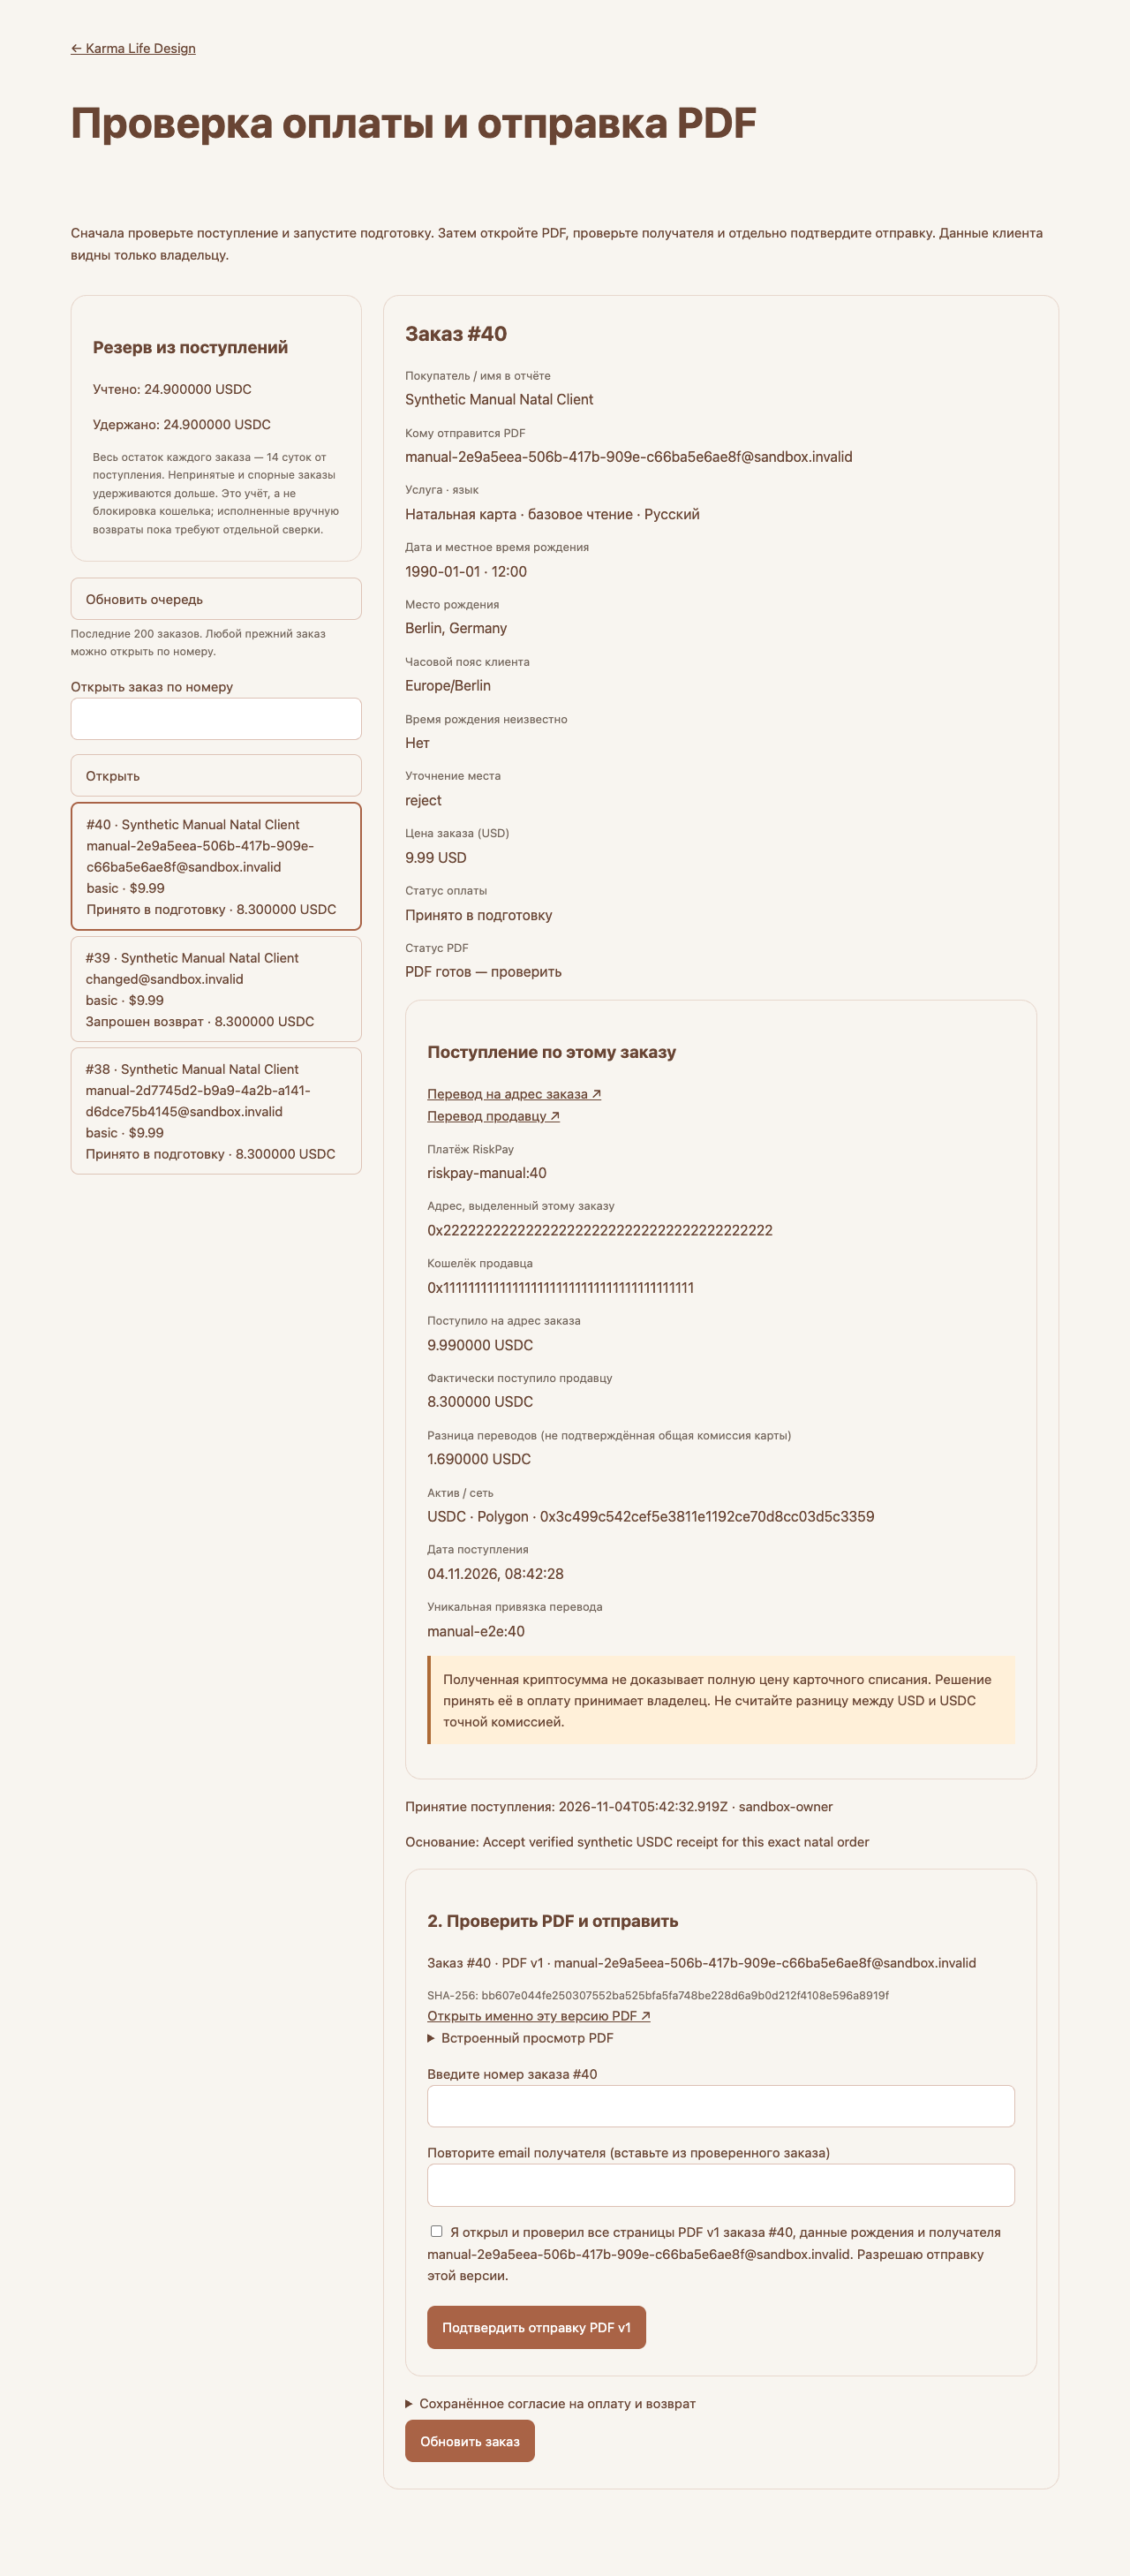 ← Karma Life Design
Проверка оплаты и отправка PDF
Сначала проверьте поступление и запустите подготовку. Затем откройте PDF, проверьте получателя и отдельно подтвердите отправку. Данные клиента
видны только владельцу.
Резерв из поступлений
Учтено: 24.900000 USDC
Удержано: 24.900000 USDC
Весь остаток каждого заказа — 14 суток от
поступления. Непринятые и спорные заказы
удерживаются дольше. Это учёт, а не
блокировка кошелька; исполненные вручную
возвраты пока требуют отдельной сверки.
Обновить очередь
Последние 200 заказов. Любой прежний заказ
можно открыть по номеру.
Открыть заказ по номеру
Открыть
#40 · Synthetic Manual Natal Client
manual-2e9a5eea-506b-417b-909e-
c66ba5e6ae8f@sandbox.invalid
basic · $9.99
Принято в подготовку · 8.300000 USDC
#39 · Synthetic Manual Natal Client
changed@sandbox.invalid
basic · $9.99
Запрошен возврат · 8.300000 USDC
#38 · Synthetic Manual Natal Client
manual-2d7745d2-b9a9-4a2b-a141-
d6dce75b4145@sandbox.invalid
basic · $9.99
Принято в подготовку · 8.300000 USDC
Заказ #40
Покупатель / имя в отчёте
Synthetic Manual Natal Client
Кому отправится PDF
manual-2e9a5eea-506b-417b-909e-c66ba5e6ae8f@sandbox.invalid
Услуга · язык
Натальная карта · базовое чтение · Русский
Дата и местное время рождения
1990-01-01 · 12:00
Место рождения
Berlin, Germany
Часовой пояс клиента
Europe/Berlin
Время рождения неизвестно
Нет
Уточнение места
reject
Цена заказа (USD)
9.99 USD
Статус оплаты
Принято в подготовку
Статус PDF
PDF готов — проверить
Поступление по этому заказу
Перевод на адрес заказа ↗
Перевод продавцу ↗
Платёж RiskPay
riskpay-manual:40
Адрес, выделенный этому заказу
0x2222222222222222222222222222222222222222
Кошелёк продавца
0x1111111111111111111111111111111111111111
Поступило на адрес заказа
9.990000 USDC
Фактически поступило продавцу
8.300000 USDC
Разница переводов (не подтверждённая общая комиссия карты)
1.690000 USDC
Актив / сеть
USDC · Polygon · 0x3c499c542cef5e3811e1192ce70d8cc03d5c3359
Дата поступления
04.11.2026, 08:42:28
Уникальная привязка перевода
manual-e2e:40
Полученная криптосумма не доказывает полную цену карточного списания. Решение
принять её в оплату принимает владелец. Не считайте разницу между USD и USDC
точной комиссией.
Принятие поступления: 2026-11-04T05:42:32.919Z · sandbox-owner
Основание: Accept verified synthetic USDC receipt for this exact natal order
2. Проверить PDF и отправить
Заказ #40 · PDF v1 · manual-2e9a5eea-506b-417b-909e-c66ba5e6ae8f@sandbox.invalid
SHA-256: bb607e044fe250307552ba525bfa5fa748be228d6a9b0d212f4108e596a8919f
Открыть именно эту версию PDF ↗
▶ Встроенный просмотр PDF
Введите номер заказа #40
Повторите email получателя (вставьте из проверенного заказа)
Я открыл и проверил все страницы PDF v1 заказа #40, данные рождения и получателя
manual-2e9a5eea-506b-417b-909e-c66ba5e6ae8f@sandbox.invalid. Разрешаю отправку
этой версии.
Подтвердить отправку PDF v1
▶ Сохранённое согласие на оплату и возврат
Обновить заказ